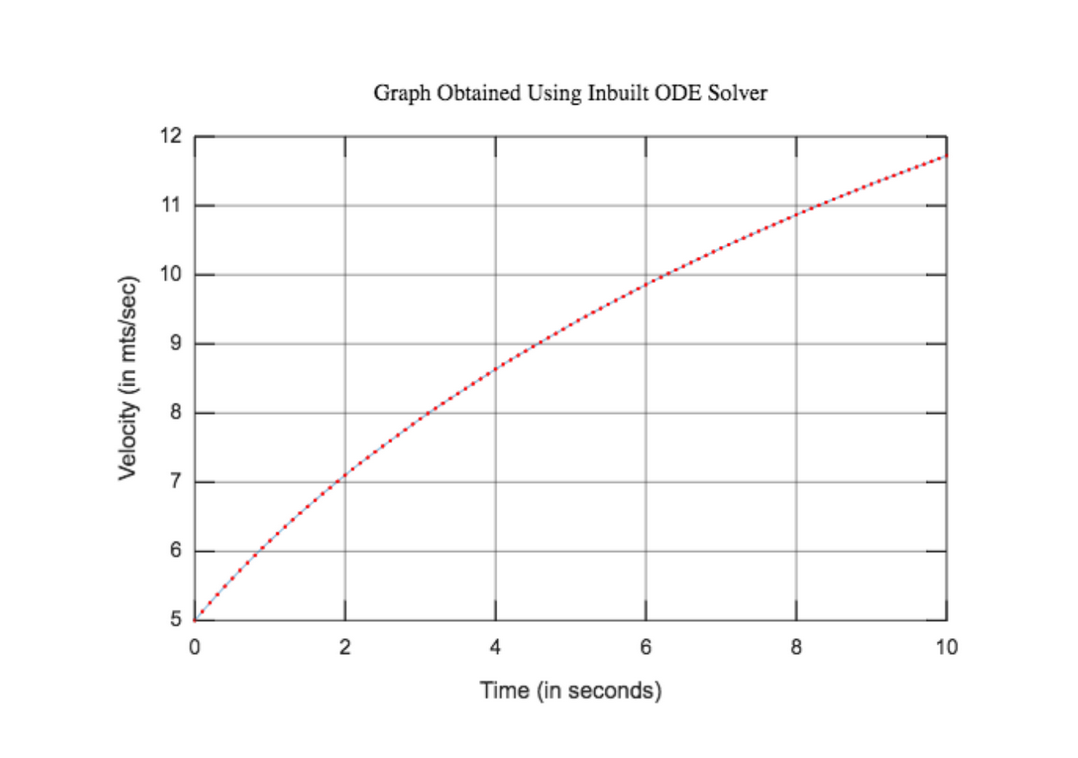 Graph Obtained Using Inbuilt ODE Solver
12
11
10
9
8
7
6
5
Velocity (in mts/sec)
0 2 4 6 8 10
Time (in seconds)